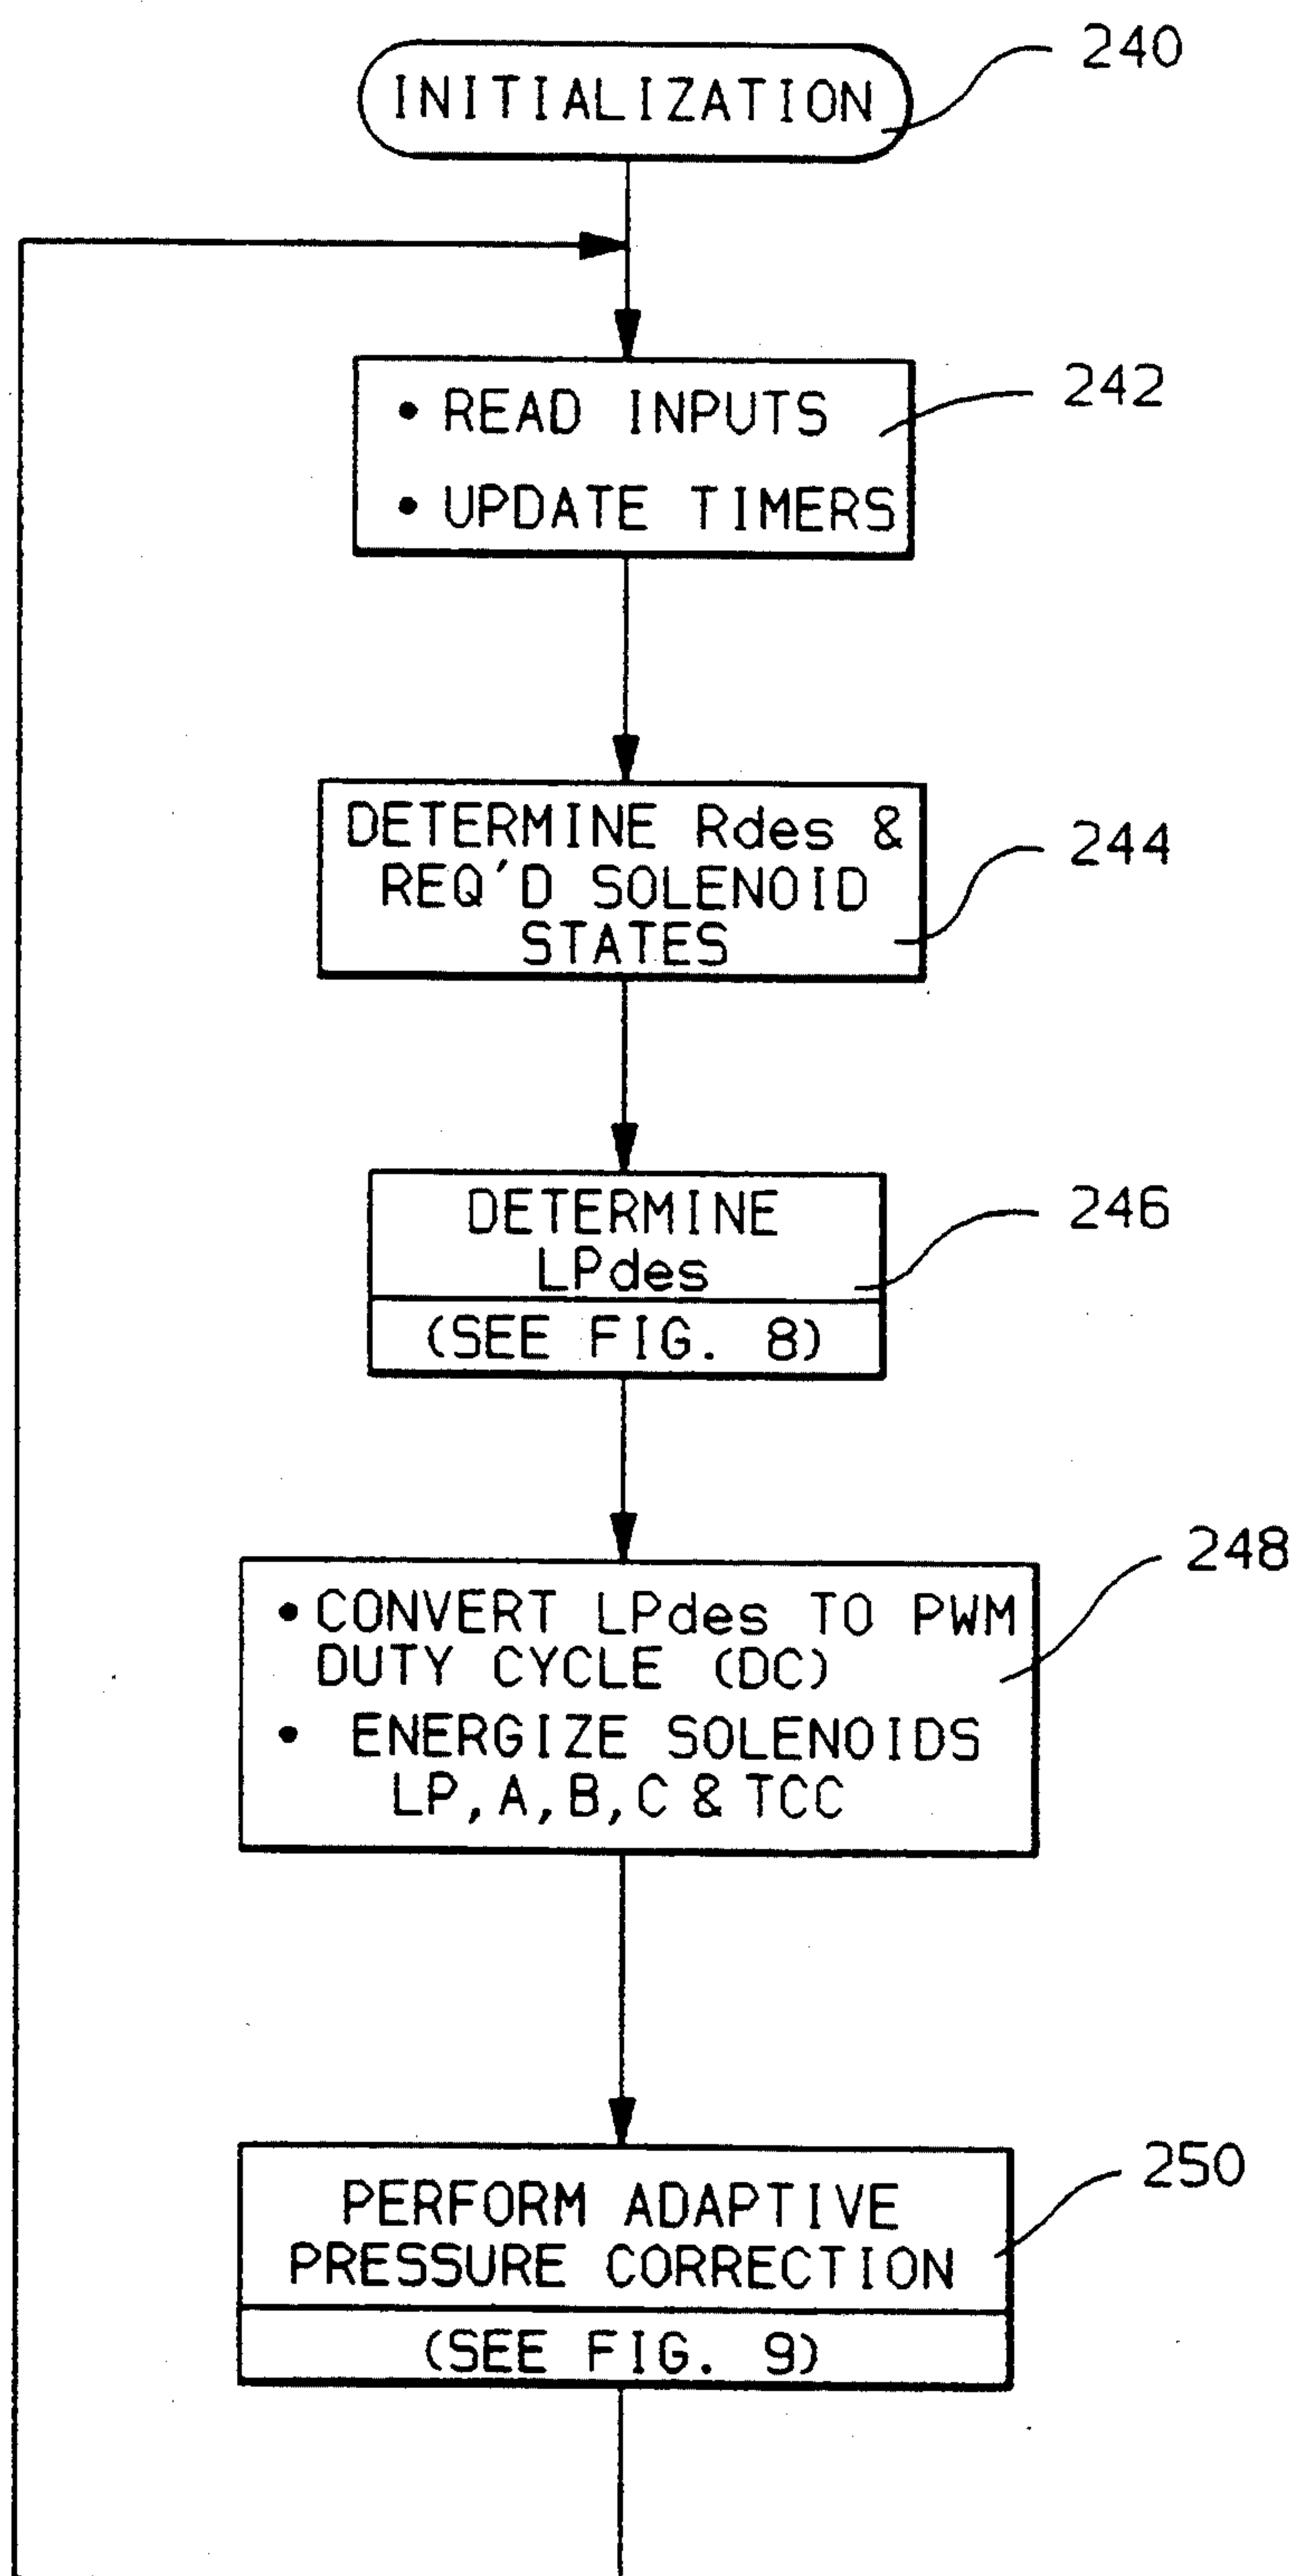 INITIALIZATION
240
• READ INPUTS
• UPDATE TIMERS
242
DETERMINE Rdes &
REQ'D SOLENOID
STATES
244
DETERMINE
LPdes
(SEE FIG. 8)
246
• CONVERT LPdes TO PWM
DUTY CYCLE (DC)
• ENERGIZE SOLENOIDS
LP, A, B, C & TCC
248
PERFORM ADAPTIVE
PRESSURE CORRECTION
(SEE FIG. 9)
250